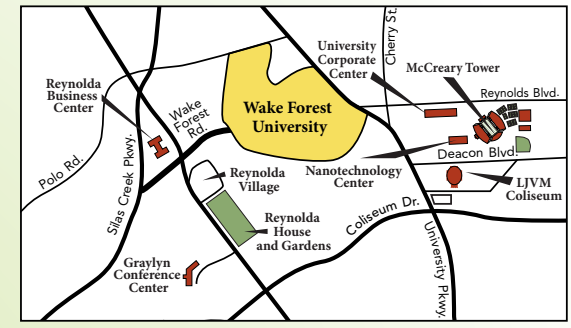 Cherry St.
University
Corporate
Center
McCreary Tower
Reynolda
Business
Center
Reynolds Blvd.
Wake
Forest
Rd.
Wake Forest
University
Deacon Blvd.
Polo Rd.
Silas Creek Pkwy.
Reynolda
Village
Nanotechnology
Center
LJVM
Coliseum
Reynolda
House
and Gardens
Coliseum Dr.
University Pkwy.
Graylyn
Conference
Center